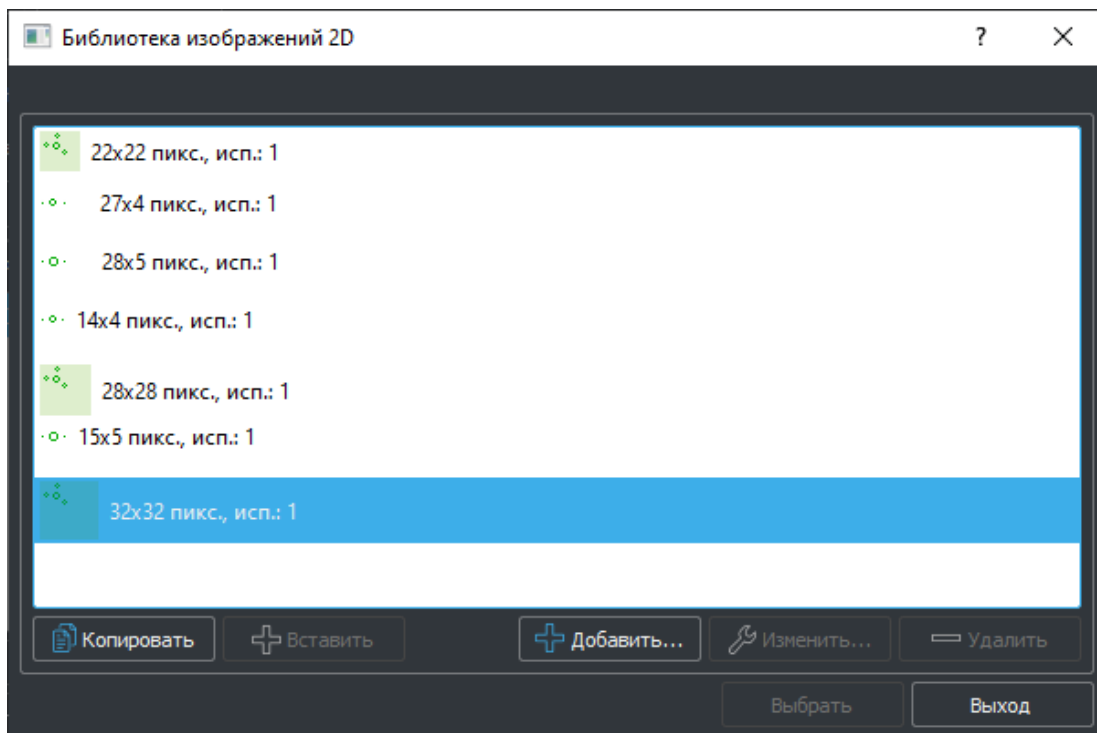 Библиотека изображений 2D
?
22x22 пикс., исп.: 1
27x4 пикс., исп.: 1
28x5 пикс., исп.: 1
14x4 пикс., исп.: 1
28x28 пикс., исп.: 1
15x5 пикс., исп.: 1
32x32 пикс., исп.: 1
Копировать Вставить Добавить... Изменить... Удалить
Выбрать Выход